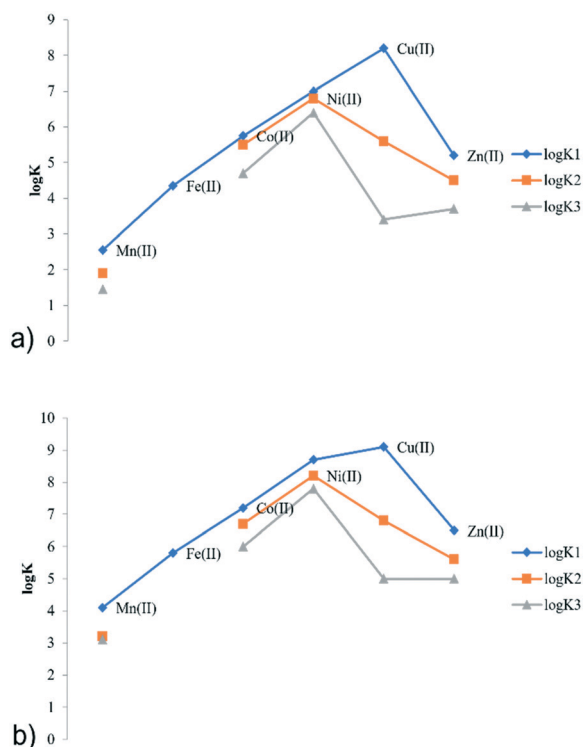 a)
logK
9
8
7
6
5
4
3
2
1
0
Mn(II)
Fe(II)
Co(II)
Ni(II)
Cu(II)
Zn(II)
logK1
logK2
logK3
b)
logK
10
9
8
7
6
5
4
3
2
1
0
Mn(II)
Fe(II)
Co(II)
Ni(II)
Cu(II)
Zn(II)
logK1
logK2
logK3